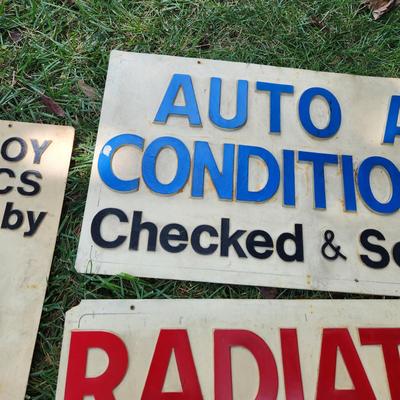 OY
CS
by
AUTO A
CONDITIO
Checked & Se
RADIAT